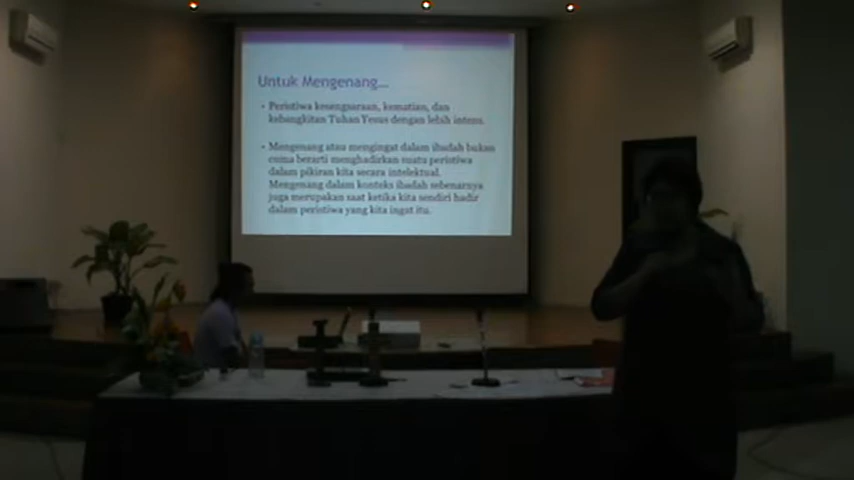 Untuk Mengenang...
• Peristiwa kesengsaraan, kematian, dan
kebangkitan Tuhan Yesus dengan lebih intens.
• Mengenang atau mengingat dalam ibadah bukan
cuma berarti menghadirkan suatu peristiwa
dalam pikiran kita secara intelektual.
Mengenang dalam konteks ibadah sebenarnya
juga merupakan saat ketika kita sendiri hadir
dalam peristiwa yang kita ingat itu.